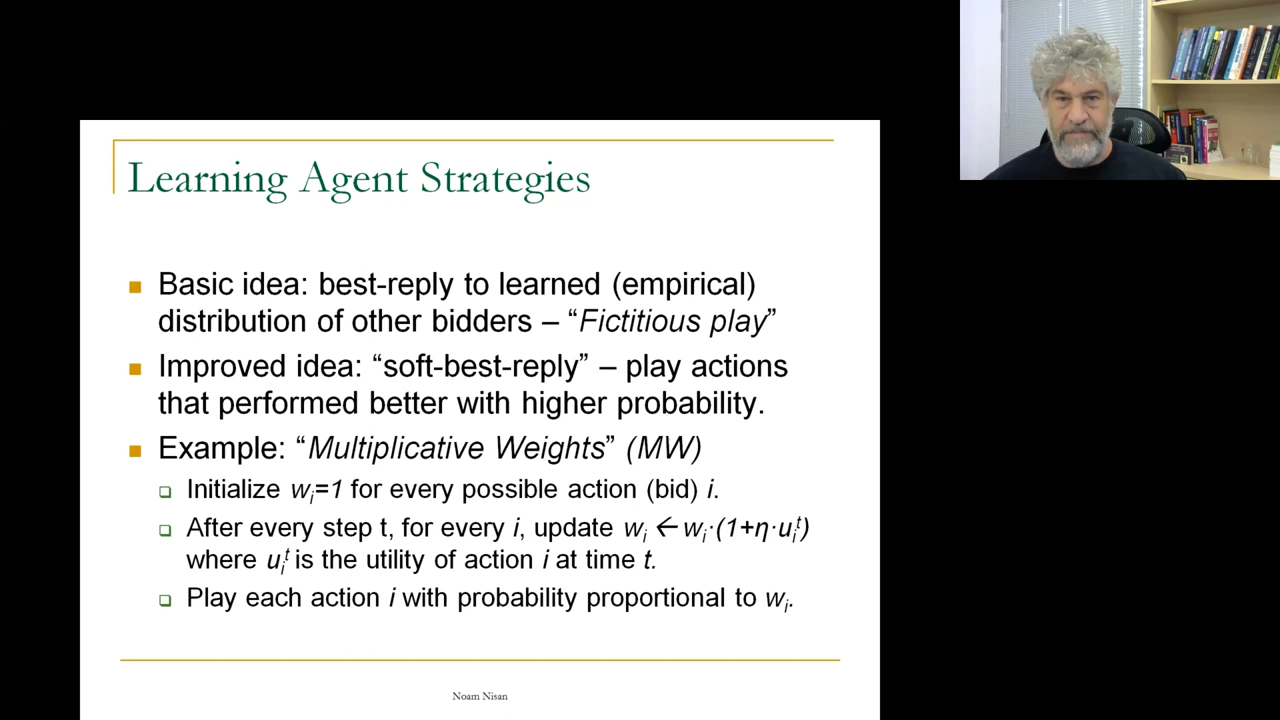 Learning Agent Strategies
Basic idea: best-reply to learned (empirical)
distribution of other bidders – “Fictitious play”
Improved idea: “soft-best-reply” – play actions
that performed better with higher probability.
Example: “Multiplicative Weights” (MW)
Initialize wᵢ=1 for every possible action (bid) i.
After every step t, for every i, update wᵢ ← wᵢ·(1+η·uᵢᵗ)
where uᵢᵗ is the utility of action i at time t.
Play each action i with probability proportional to wᵢ.
Noam Nisan